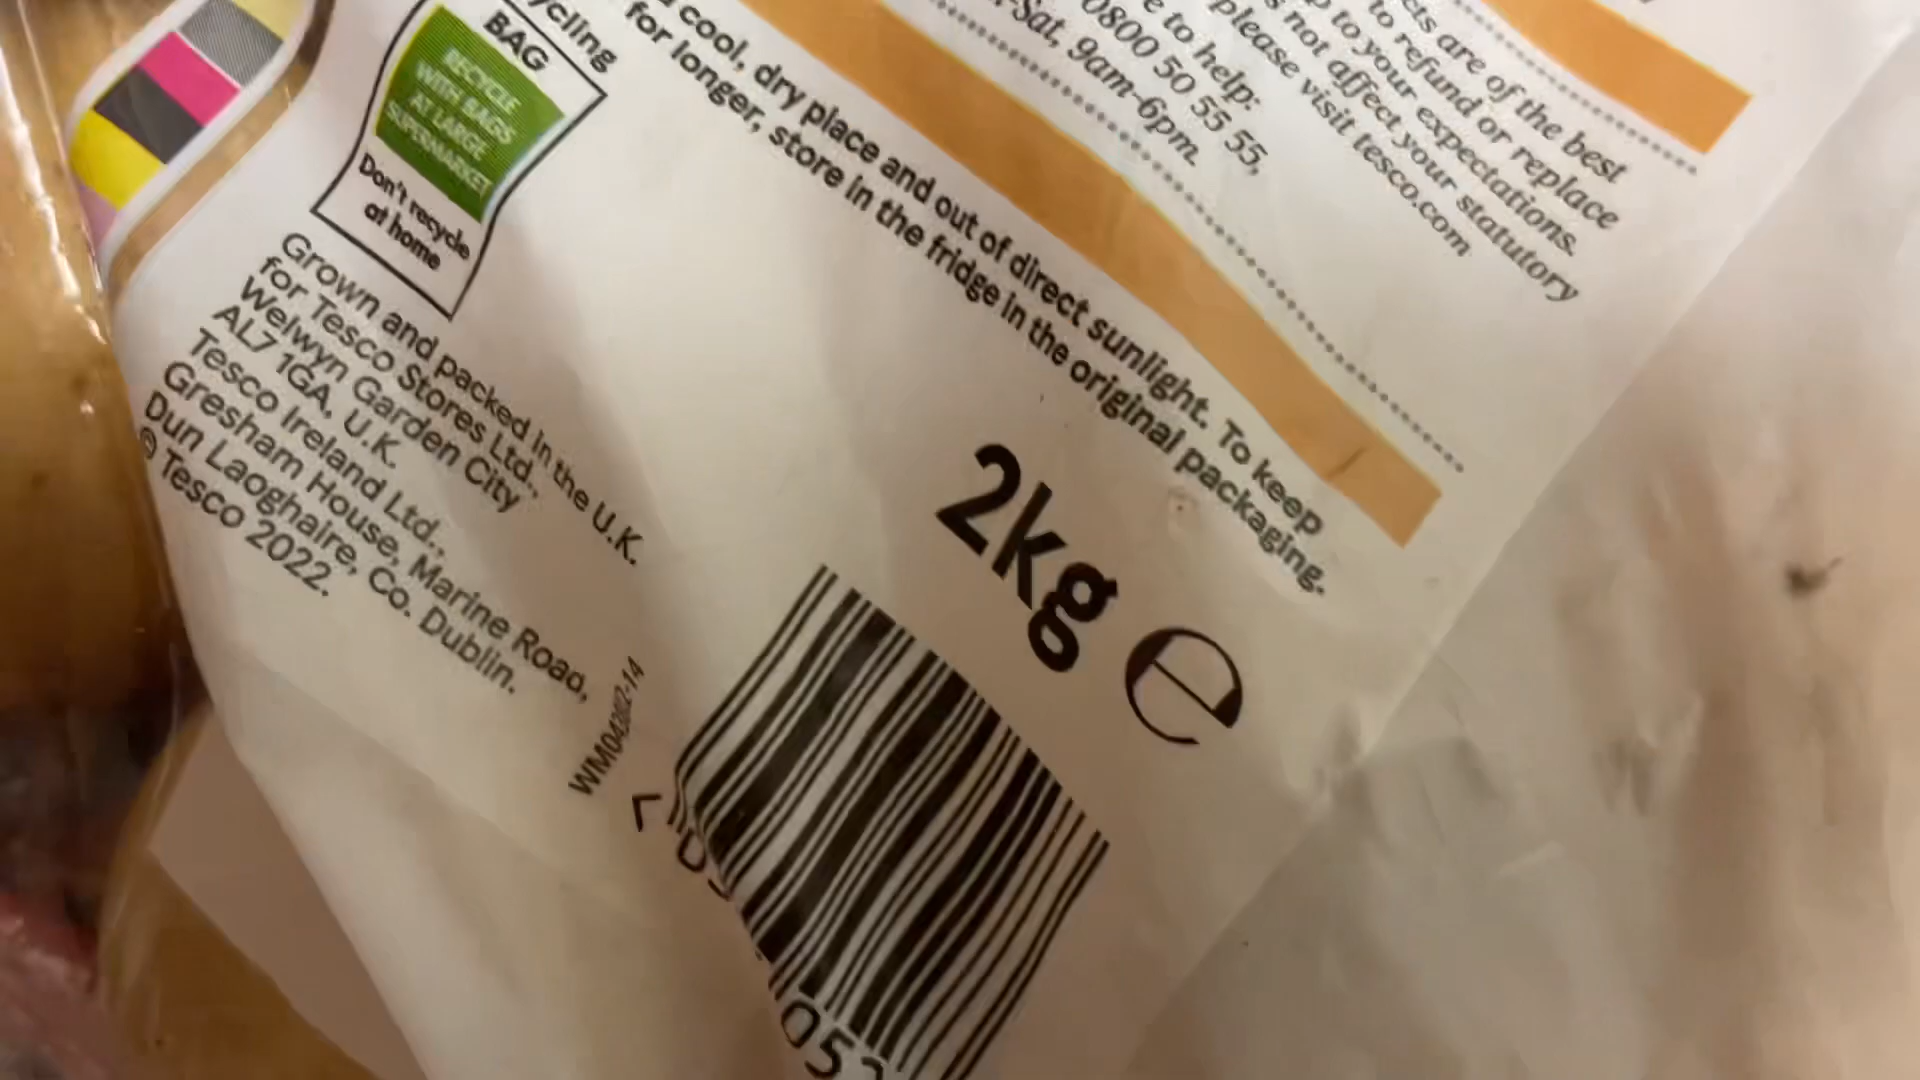 BAG
RECYCLE
WITH BAGS
AT LARGE
SUPERMARKET
Don't recycle
at home
Grown and packed in the U.K.
for Tesco Stores Ltd.,
Welwyn Garden City
AL7 1GA, U.K.
Tesco Ireland Ltd.,
Gresham House, Marine Road,
Dun Laoghaire, Co. Dublin.
© Tesco 2022.
cool, dry place and out of direct sunlight. To keep
for longer, store in the fridge in the original packaging.
to help:
0800 50 55 55,
-Sat, 9am-6pm.
are of the best
to refund or replace
to your expectations.
not affect your statutory
please visit tesco.com
2kg e